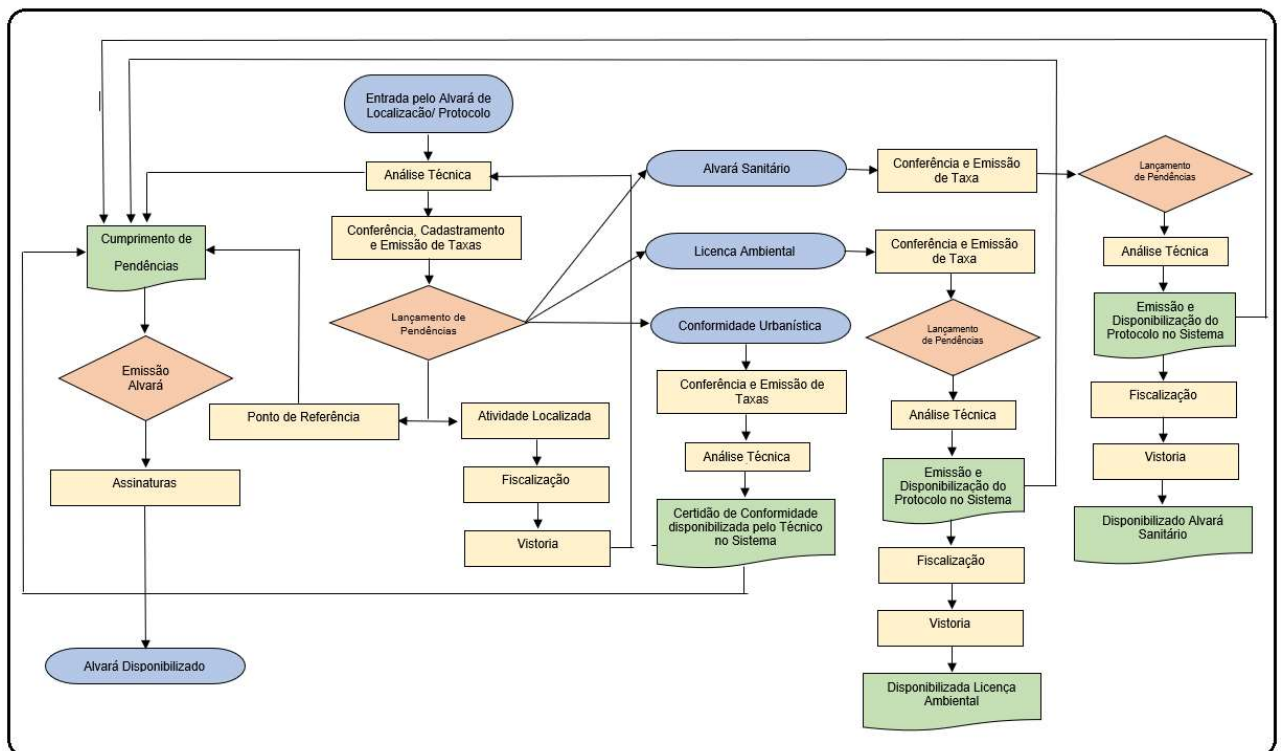 Entrada pelo Alvará de
Localização/ Protocolo
Análise Técnica
Conferência, Cadastramento
e Emissão de Taxas
Lançamento de
Pendências
Cumprimento de
Pendências
Emissão
Alvará
Assinaturas
Alvará Disponibilizado
Ponto de Referência
Atividade Localizada
Fiscalização
Vistoria
Alvará Sanitário
Licença Ambiental
Conformidade Urbanística
Conferência e Emissão de
Taxas
Análise Técnica
Certidão de Conformidade
disponibilizada pelo Técnico
no Sistema
Conferência e Emissão
de Taxa
Conferência e Emissão
de Taxa
Lançamento
de Pendências
Análise Técnica
Emissão e
Disponibilização do
Protocolo no Sistema
Fiscalização
Vistoria
Disponibilizada Licença
Ambiental
Lançamento
de Pendências
Análise Técnica
Emissão e
Disponibilização do
Protocolo no Sistema
Fiscalização
Vistoria
Disponibilizado Alvará
Sanitário